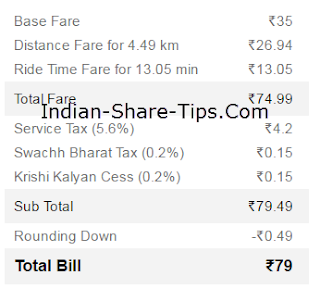 Base Fare ₹35
Distance Fare for 4.49 km ₹26.94
Ride Time Fare for 13.05 min ₹13.05
Total Fare ₹74.99
Indian-Share-Tips.Com
Service Tax (5.6%) ₹4.2
Swachh Bharat Tax (0.2%) ₹0.15
Krishi Kalyan Cess (0.2%) ₹0.15
Sub Total ₹79.49
Rounding Down -₹0.49
Total Bill ₹79